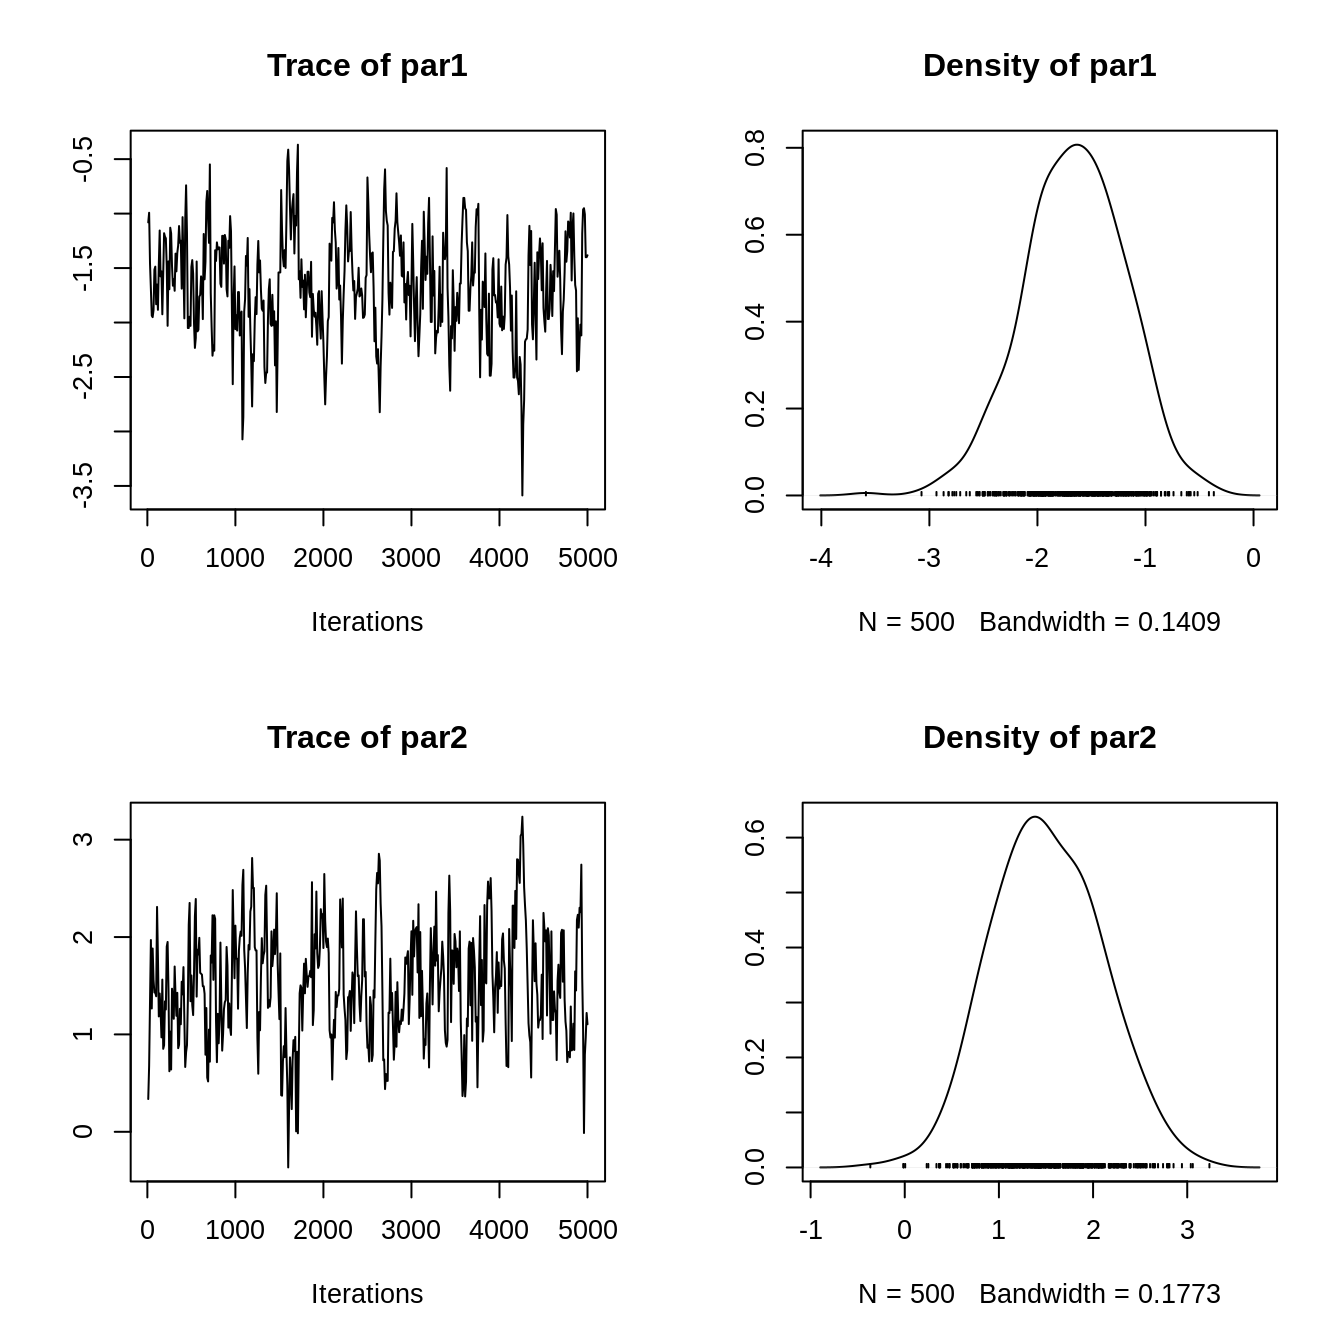 Trace of par1
-0.5
-1.5
-2.5
-3.5
0 1000 2000 3000 4000 5000
Iterations
Density of par1
0.8
0.6
0.4
0.2
0.0
-4 -3 -2 -1 0
N = 500 Bandwidth = 0.1409
Trace of par2
3
2
1
0
0 1000 2000 3000 4000 5000
Iterations
Density of par2
0.6
0.4
0.2
0.0
-1 0 1 2 3
N = 500 Bandwidth = 0.1773